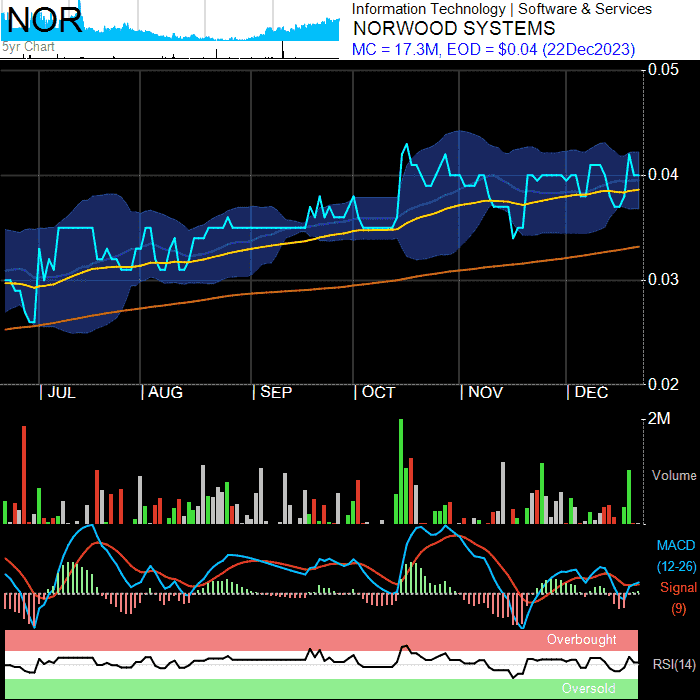 NOR
5yr Chart
Information Technology | Software & Services
NORWOOD SYSTEMS
MC = 17.3M, EOD = $0.04 (22Dec2023)
0.05
0.04
0.03
0.02
| JUL | AUG | SEP | OCT | NOV | DEC
2M
Volume
MACD
(12-26)
Signal
(9)
Overbought
RSI(14)
Oversold